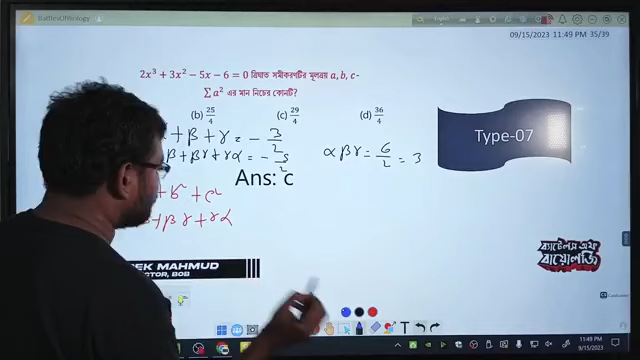 BattlesOfBiology
09/15/2023 11:49 PM 35/39
2x³ + 3x² − 5x − 6 = 0 ত্রিঘাত সমীকরণটির মূলত্রয় a, b, c-
∑ a² এর মান নিচের কোনটি?
(b) 25/4 (c) 29/4 (d) 36/4
+ β + γ = − 3/2
β + βγ + γα = − 5/2
αβγ = 6/2 = 3
Ans: c
+ b² + c²
+ βγ + γα
Type-07
ব্যাটেলস অফ
বায়োলজি
EK MAHMUD
CTOR, BOB
11:49 PM
9/15/2023